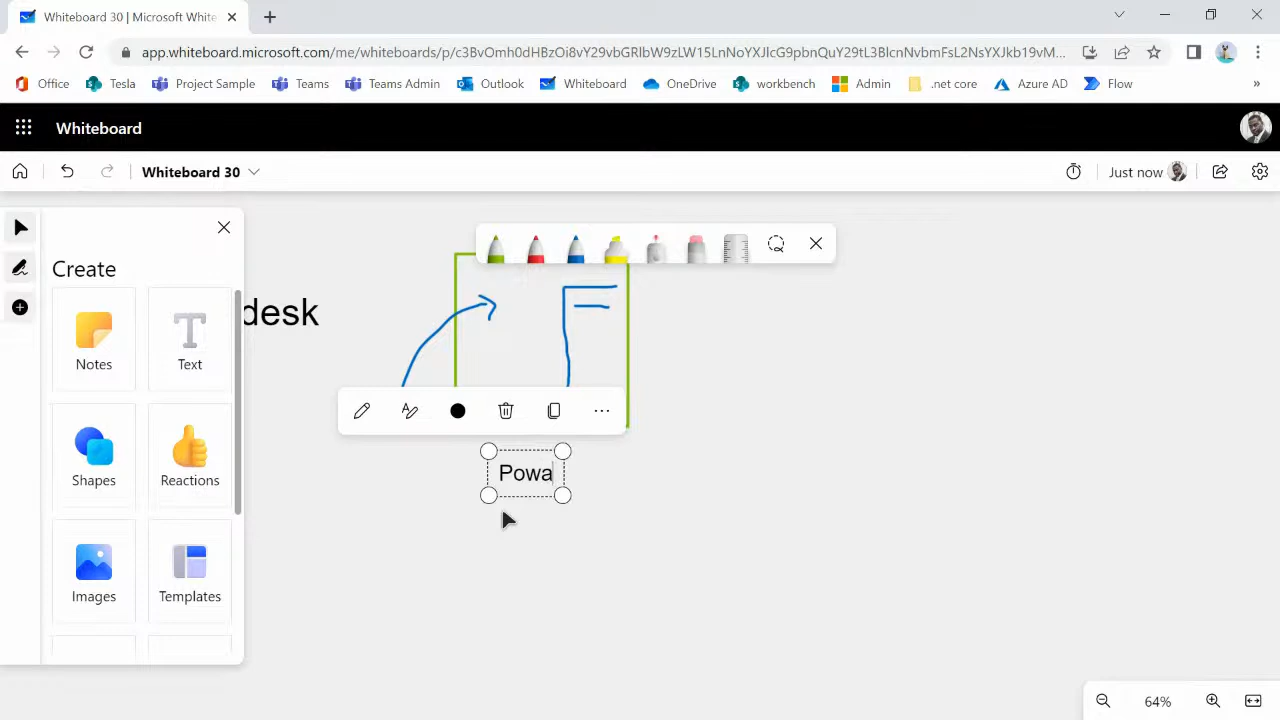 Whiteboard 30 | Microsoft White
app.whiteboard.microsoft.com/me/whiteboards/p/c3BvOmh0dHBzOi8vY29vbGRlbW9zLW15LnNoYXJlcG9pbnQuY29tL3BlcnNvbmFsL2NsYXJkb19vM...
Office
Tesla
Project Sample
Teams
Teams Admin
Outlook
Whiteboard
OneDrive
workbench
Admin
.net core
Azure AD
Flow
»
Whiteboard
Whiteboard 30
Just now
Create
desk
F
Notes
Text
Powa
Shapes
Reactions
Images
Templates
64%